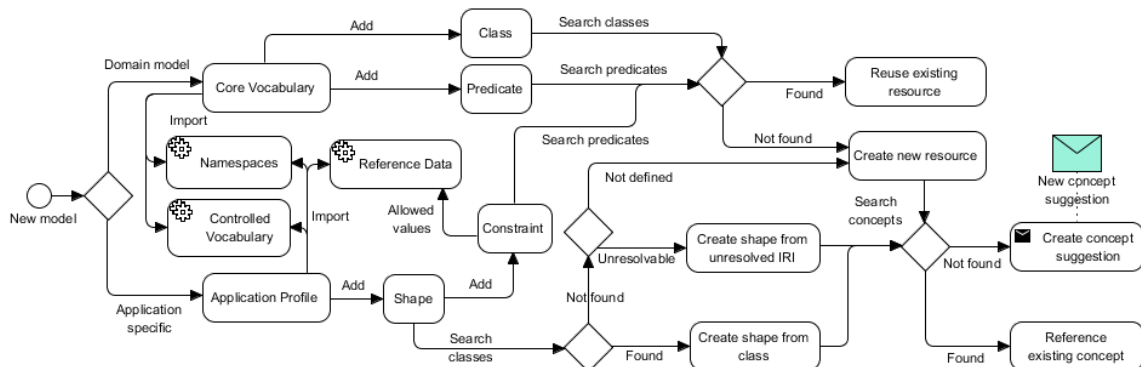 Add
Class
Search classes
Domain model
Core Vocabulary
Add
Predicate
Search predicates
Found
Reuse existing
resource
Import
Search predicates
Not found
Namespaces
Reference Data
Create new resource
Not defined
New concept
suggestion
New model
Controlled
Vocabulary
Import
Allowed
values
Constraint
Search
concepts
Unresolvable
Create shape from
unresolved IRI
Not found
Create concept
suggestion
Application
specific
Application Profile
Add
Shape
Add
Not found
Search
classes
Found
Create shape from
class
Found
Reference
existing concept